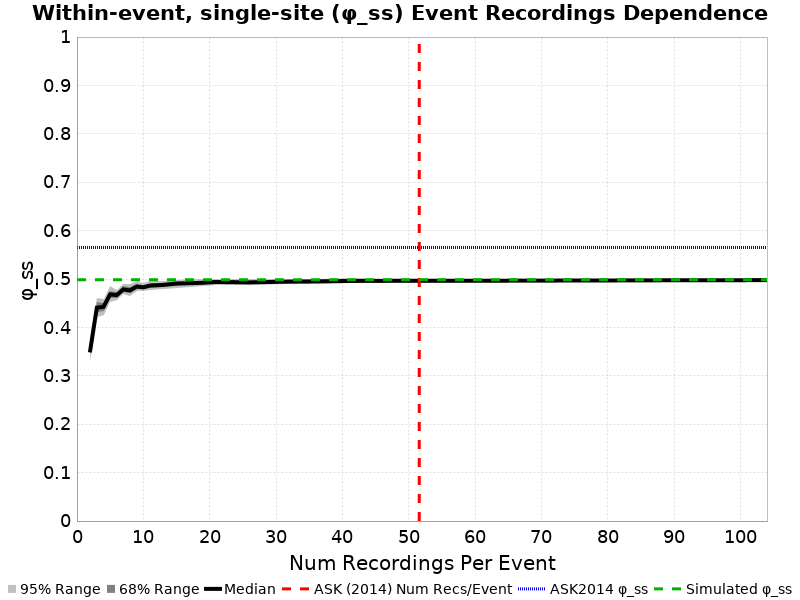 Within-event, single-site (φ_ss) Event Recordings Dependence
1
0.9
0.8
0.7
0.6
0.5
0.4
0.3
0.2
0.1
0
φ_ss
0 10 20 30 40 50 60 70 80 90 100
Num Recordings Per Event
95% Range 68% Range Median ASK (2014) Num Recs/Event ASK2014 φ_ss Simulated φ_ss